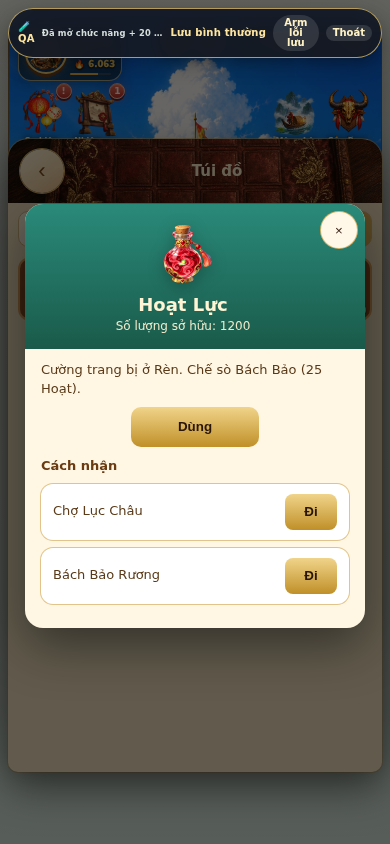 🧪 QA
Đã mở chức năng +20 …
Lưu bình thường
Arm lỗi lưu
Thoát
🔥 6.063
!
1
‹
Túi đồ
×
Hoạt Lực
Số lượng sở hữu: 1200
Cường trang bị ở Rèn. Chế sò Bách Bảo (25
Hoạt).
Dùng
Cách nhận
Chợ Lục Châu
Đi
Bách Bảo Rương
Đi